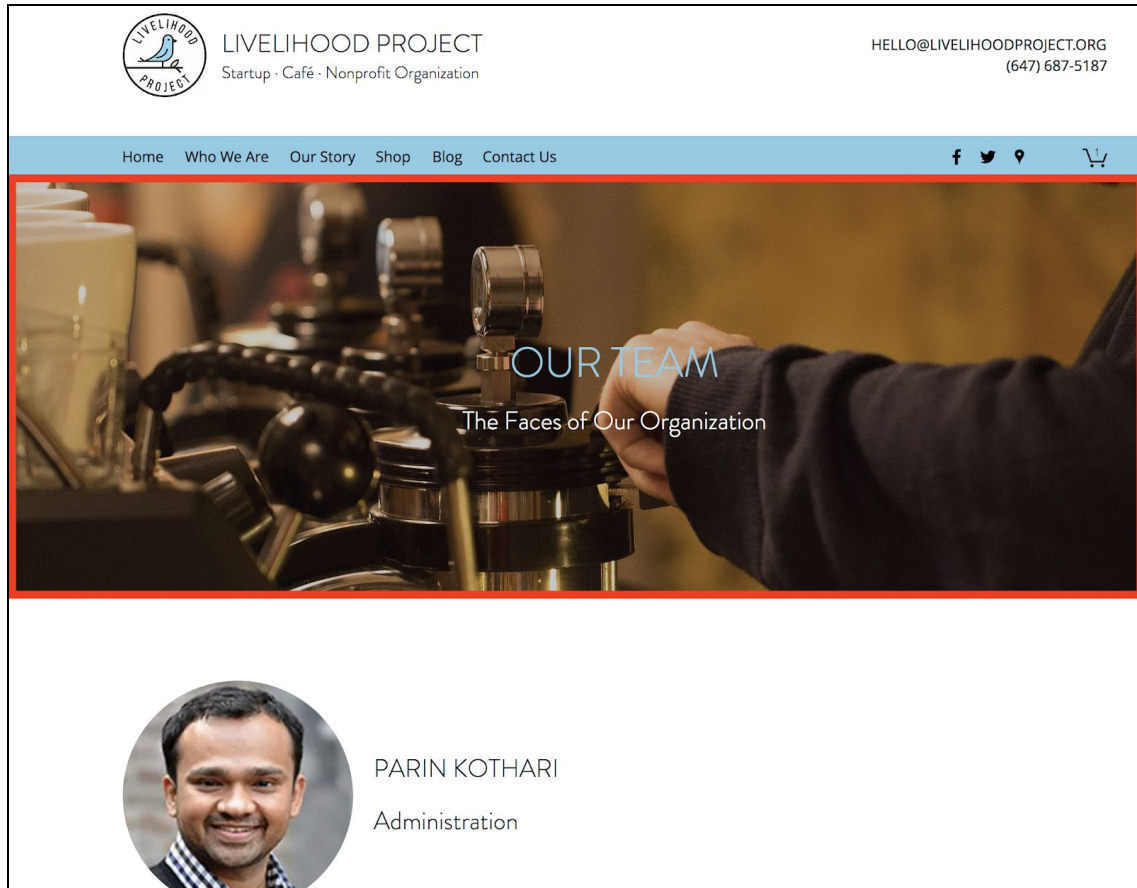 LIVELIHOOD
PROJECT
LIVELIHOOD PROJECT
Startup · Café · Nonprofit Organization
HELLO@LIVELIHOODPROJECT.ORG
(647) 687-5187
Home Who We Are Our Story Shop Blog Contact Us
1
OUR TEAM
The Faces of Our Organization
PARIN KOTHARI
Administration